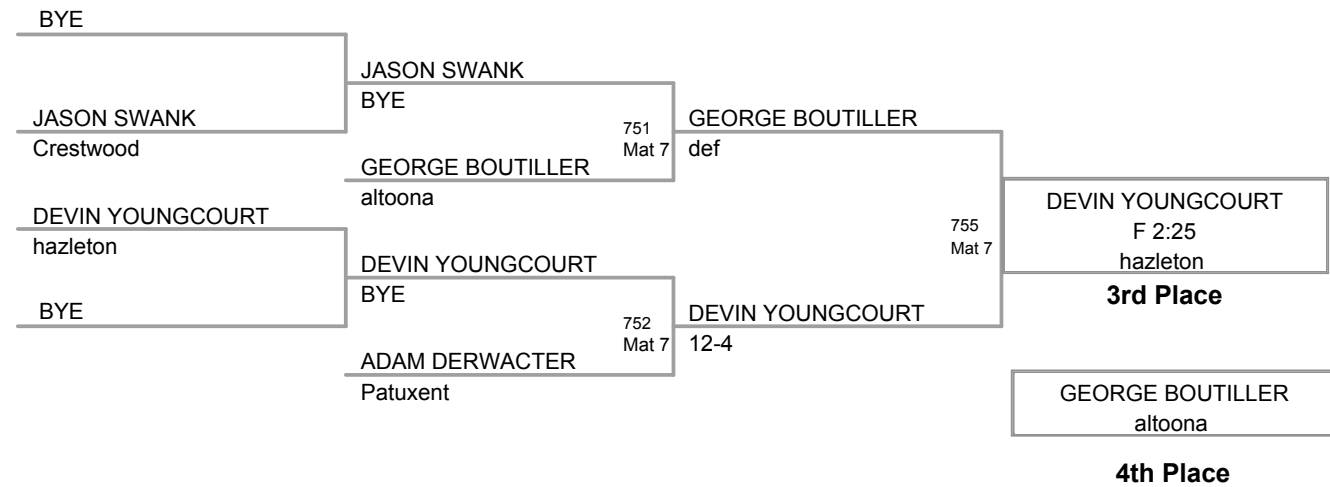 BYE
JASON SWANK
BYE
JASON SWANK
Crestwood
751
Mat 7
GEORGE BOUTILLER
def
GEORGE BOUTILLER
altoona
DEVIN YOUNGCOURT
hazleton
755
Mat 7
DEVIN YOUNGCOURT
F 2:25
hazleton
3rd Place
DEVIN YOUNGCOURT
BYE
BYE
752
Mat 7
DEVIN YOUNGCOURT
12-4
ADAM DERWACTER
Patuxent
GEORGE BOUTILLER
altoona
4th Place